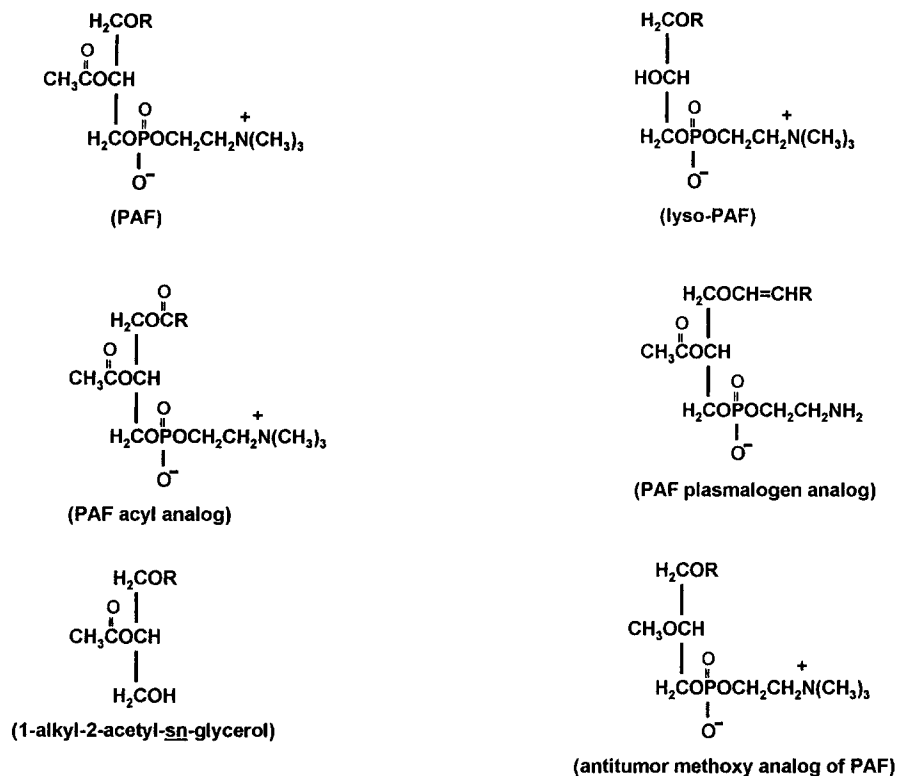 H2COR
O
CH3COCH
+
O
H2COPOCH2CH2N(CH3)3
O−
(PAF)
H2COR
HOCH
+
O
H2COPOCH2CH2N(CH3)3
O−
(lyso-PAF)
O
H2COCR
O
CH3COCH
O
+
H2COPOCH2CH2N(CH3)3
O−
(PAF acyl analog)
H2COCH=CHR
O
CH3COCH
O
H2COPOCH2CH2NH2
O−
(PAF plasmalogen analog)
H2COR
O
CH3COCH
H2COH
(1-alkyl-2-acetyl-sn-glycerol)
H2COR
CH3OCH
+
O
H2COPOCH2CH2N(CH3)3
O−
(antitumor methoxy analog of PAF)